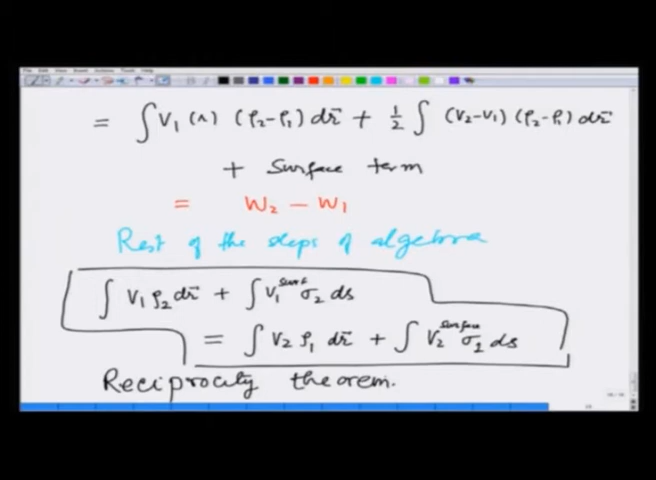 = ∫ V₁ (r) (ρ₂-ρ₁) dr⃗ + 1/2 ∫ (V₂-V₁) (ρ₂-ρ₁) dr⃗
+ Surface term
= W₂ - W₁
Rest of the steps of algebra
∫ V₁ ρ₂ dr⃗ + ∫ V₁^surf σ₂ ds
= ∫ V₂ ρ₁ dr⃗ + ∫ V₂^surface σ₁ ds
Reciprocity theorem.